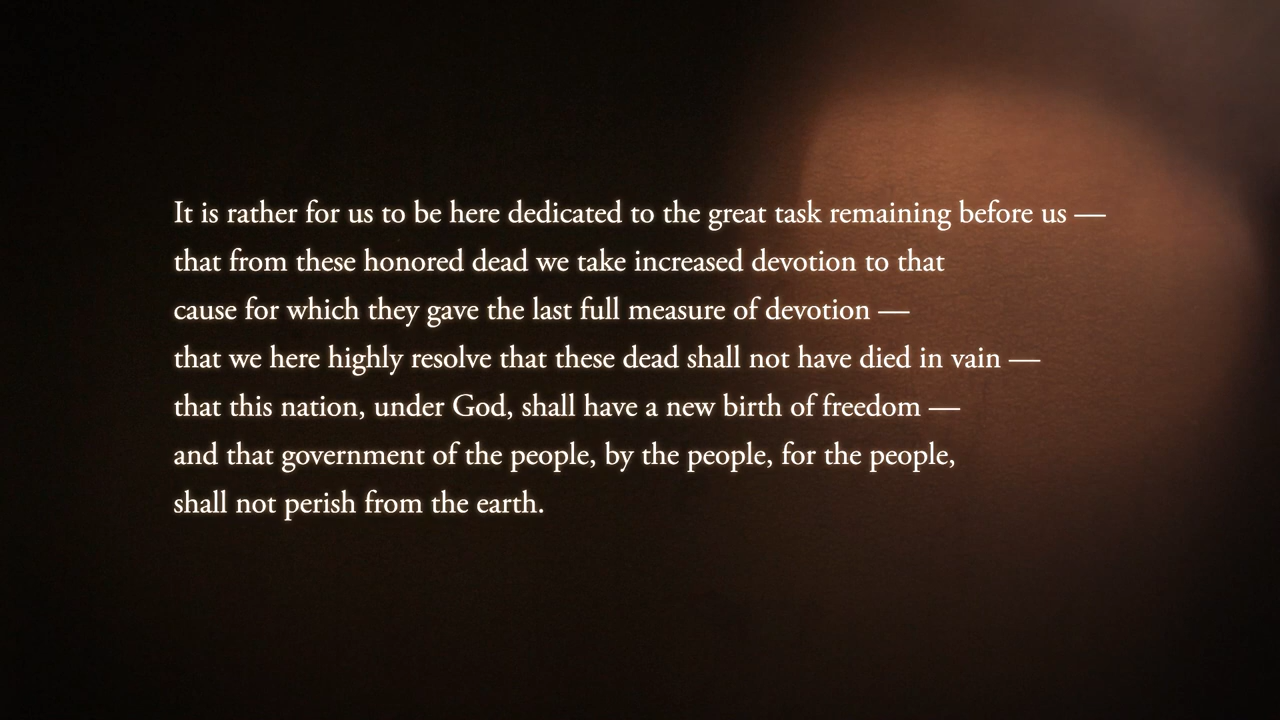 It is rather for us to be here dedicated to the great task remaining before us —
that from these honored dead we take increased devotion to that
cause for which they gave the last full measure of devotion —
that we here highly resolve that these dead shall not have died in vain —
that this nation, under God, shall have a new birth of freedom —
and that government of the people, by the people, for the people,
shall not perish from the earth.